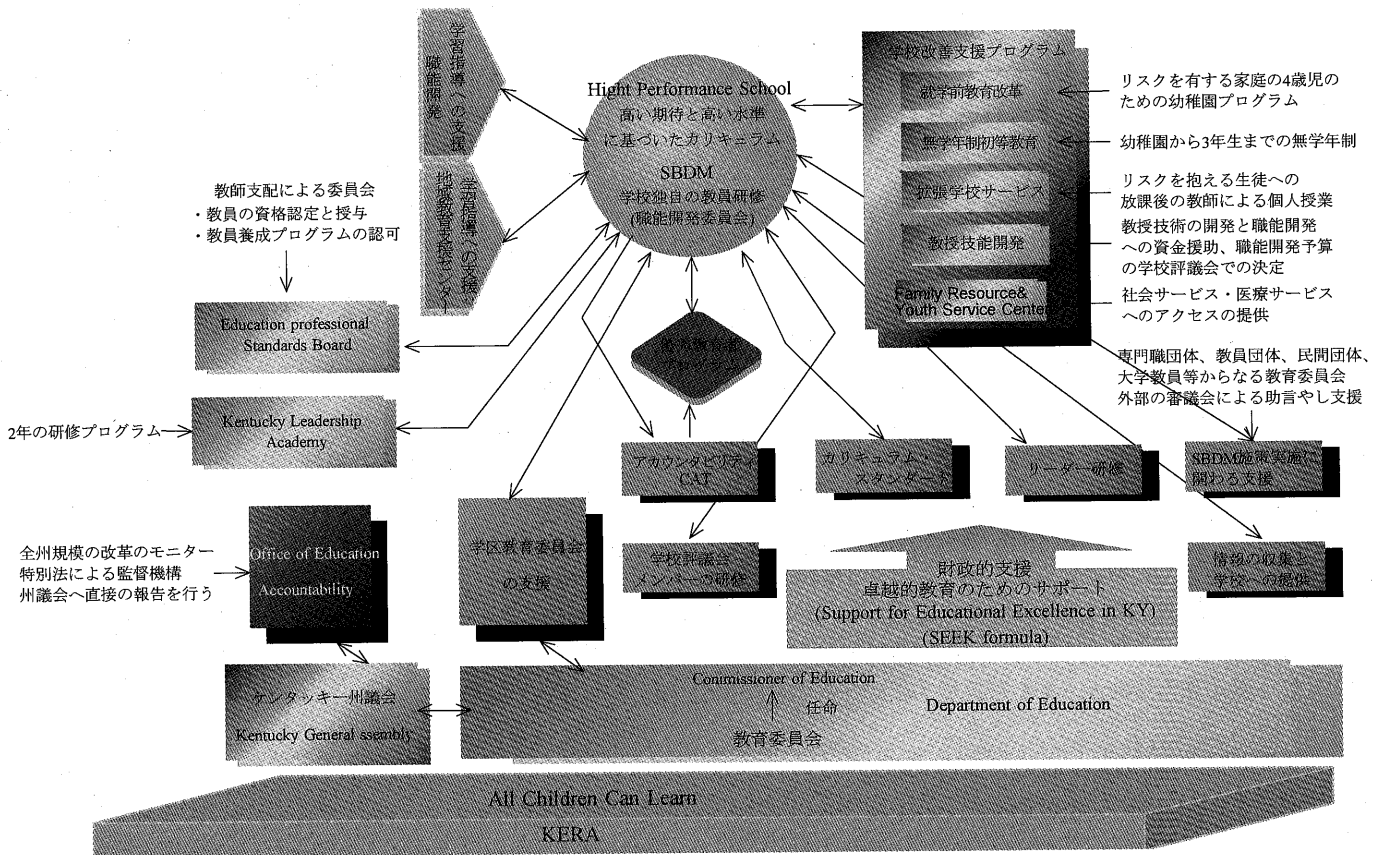 学習指導への支援
職能開発
学習指導への支援
地域教育支援センター
Hight Performance School
高い期待と高い水準
に基づいたカリキュラム
SBDM
学校独自の教員研修
(職能開発委員会)
学校改善支援プログラム
就学前教育改革
無学年制初等教育
拡張学校サービス
教授技能開発
Family Resource&
Youth Service Center
リスクを有する家庭の4歳児の
ための幼稚園プログラム
幼稚園から3年生までの無学年制
リスクを抱える生徒への
放課後の教師による個人授業
教授技術の開発と職能開発
への資金援助、職能開発予算
の学校評議会での決定
社会サービス・医療サービス
へのアクセスの提供
専門職団体、教員団体、民間団体、
大学教員等からなる教育委員会
外部の審議会による助言やし支援
教師支配による委員会
・教員の資格認定と授与
・教員養成プログラムの認可
Education professional
Standards Board
2年の研修プログラム
Kentucky Leadership
Academy
アカウンタビリティ
CAT
カリキュラム・
スタンダード
リーダー研修
SBDM施策実施に
関わる支援
全州規模の改革のモニター
特別法による監督機構
州議会へ直接の報告を行う
Office of Education
Accountability
学区教育委員会
の支援
学校評議会
メンバーの研修
財政的支援
卓越的教育のためのサポート
(Support for Educational Excellence in KY)
(SEEK formula)
情報の収集と
学校への提供
ケンタッキー州議会
Kentucky General ssembly
Commissioner of Education
任命
教育委員会
Department of Education
All Children Can Learn
KERA